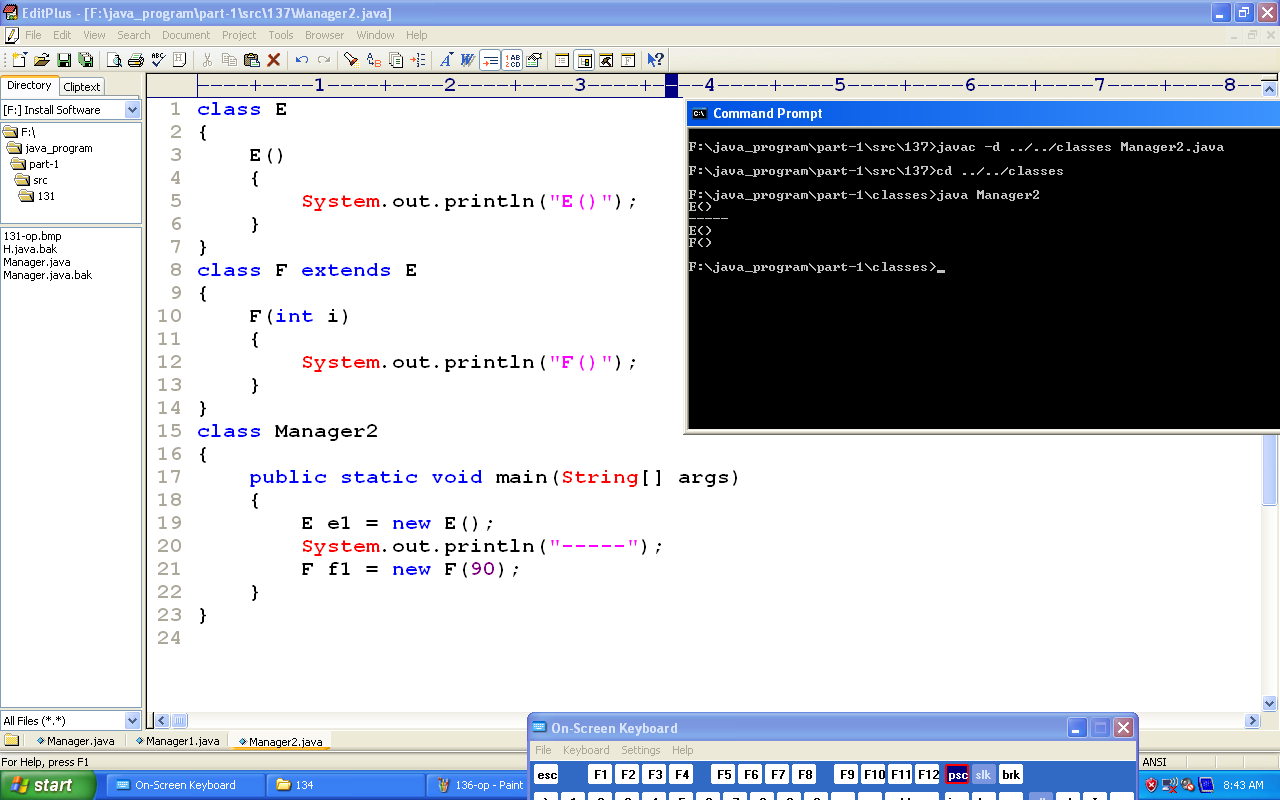 EditPlus - [F:\java_program\part-1\src\137\Manager2.java]
File Edit View Search Document Project Tools Browser Window Help
Directory Cliptext
[F:] Install Software
F:\
java_program
part-1
src
131
131-op.bmp
H.java.bak
Manager.java
Manager.java.bak
All Files (*.*)
----+----1----+----2----+----3----+----4----+----5----+----6----+----7----+----8--
1 class E
2 {
3 E()
4 {
5 System.out.println("E()");
6 }
7 }
8 class F extends E
9 {
10 F(int i)
11 {
12 System.out.println("F()");
13 }
14 }
15 class Manager2
16 {
17 public static void main(String[] args)
18 {
19 E e1 = new E();
20 System.out.println("-----");
21 F f1 = new F(90);
22 }
23 }
24
Command Prompt
F:\java_program\part-1\src\137>javac -d ../../classes Manager2.java
F:\java_program\part-1\src\137>cd ../../classes
F:\java_program\part-1\classes>java Manager2
E()
-----
E()
F()
F:\java_program\part-1\classes>_
Manager.java Manager1.java Manager2.java
For Help, press F1
ANSI
On-Screen Keyboard
File Keyboard Settings Help
esc F1 F2 F3 F4 F5 F6 F7 F8 F9 F10 F11 F12 psc slk brk
start On-Screen Keyboard 134 136-op - Paint 8:43 AM